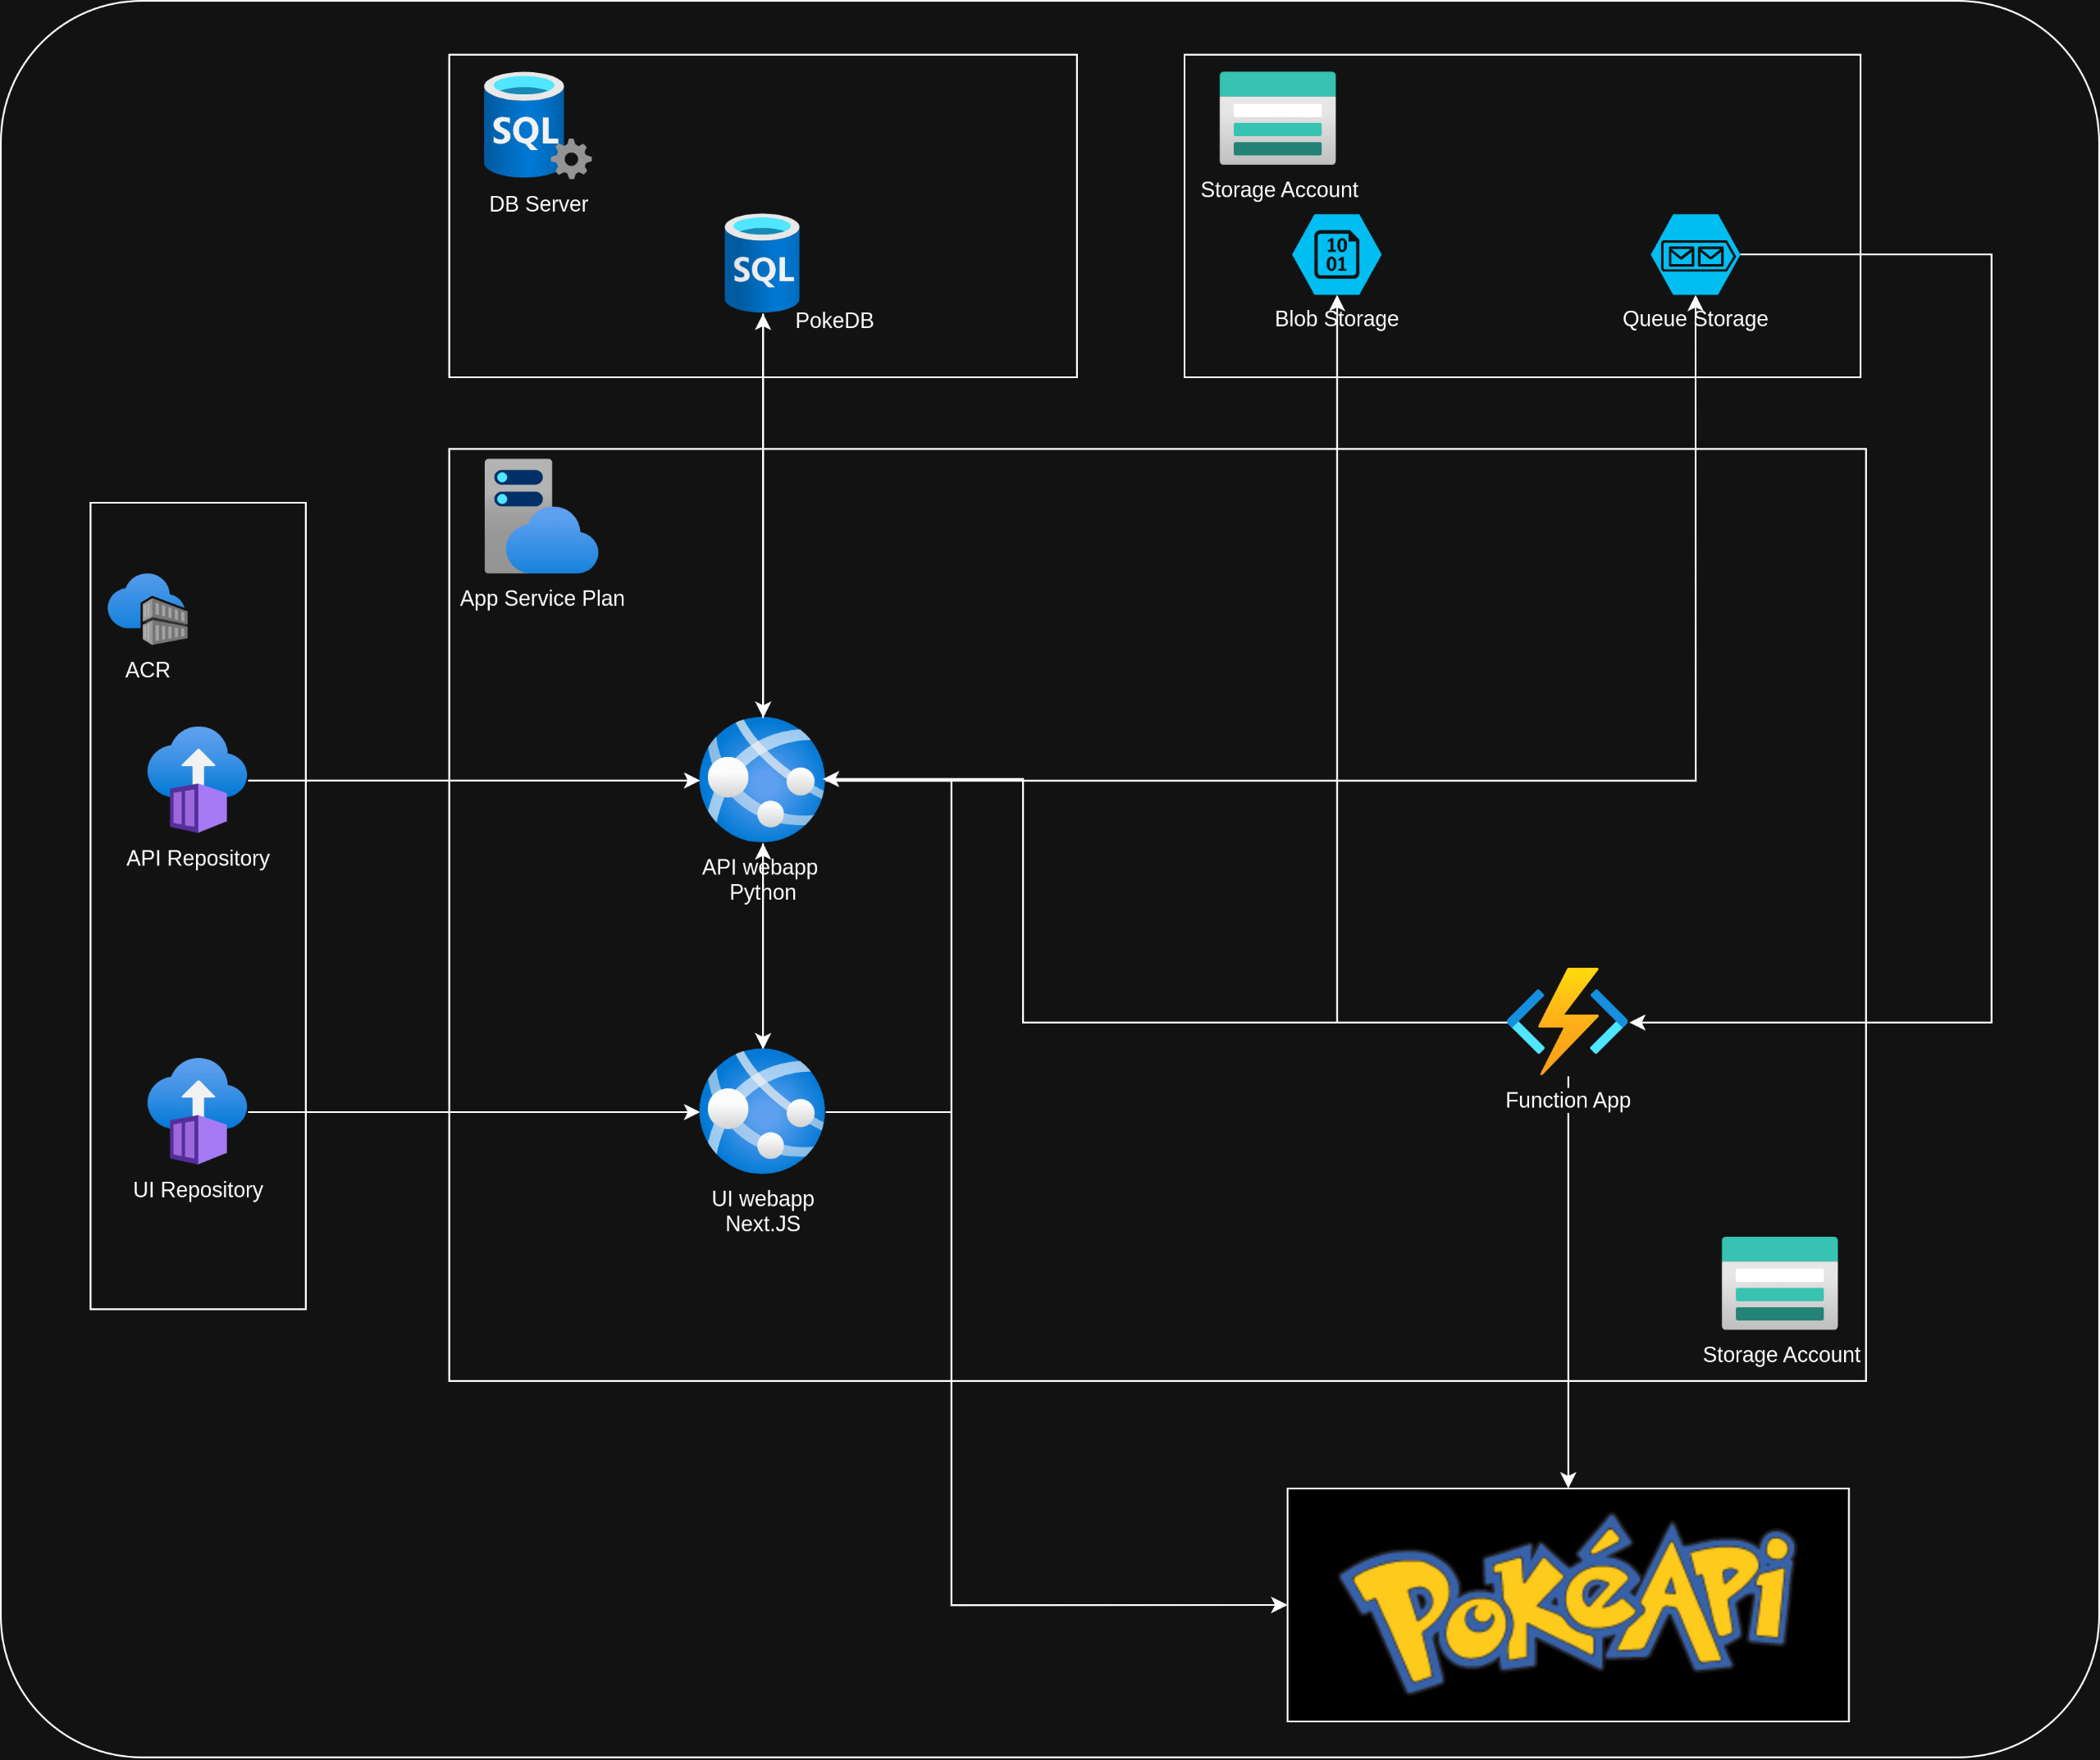 SQL
DB Server
SQL
PokeDB
Storage Account
10
01
Blob Storage
Queue Storage
App Service Plan
ACR
API Repository
API webapp
Python
Function App
UI Repository
UI webapp
Next.JS
Storage Account
PokéAPi